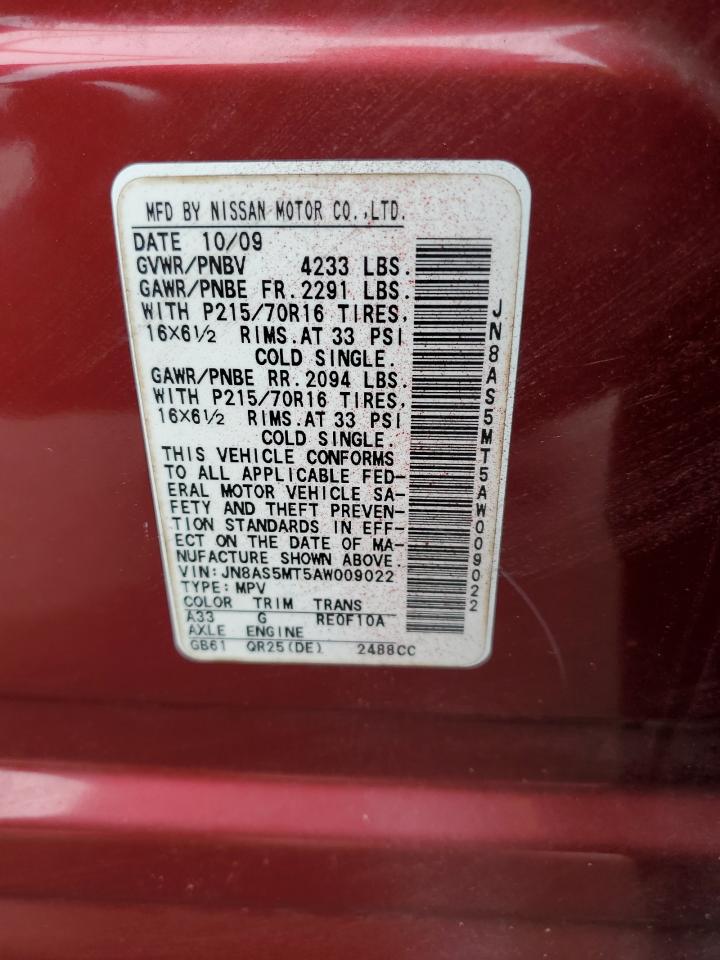 MFD BY NISSAN MOTOR CO.,LTD.
DATE 10/09
GVWR/PNBV 4233 LBS.
GAWR/PNBE FR.2291 LBS.
WITH P215/70R16 TIRES,
16X6½ RIMS.AT 33 PSI
COLD SINGLE.
GAWR/PNBE RR.2094 LBS.
WITH P215/70R16 TIRES,
16X6½ RIMS.AT 33 PSI
COLD SINGLE.
THIS VEHICLE CONFORMS
TO ALL APPLICABLE FED-
ERAL MOTOR VEHICLE SA-
FETY AND THEFT PREVEN-
TION STANDARDS IN EFF-
ECT ON THE DATE OF MA-
NUFACTURE SHOWN ABOVE.
VIN:JN8AS5MT5AW009022
TYPE:MPV
COLOR TRIM TRANS
A33 G RE0F10A
AXLE ENGINE
GB61 QR25(DE) 2488CC
JN8AS5MT5AW009022